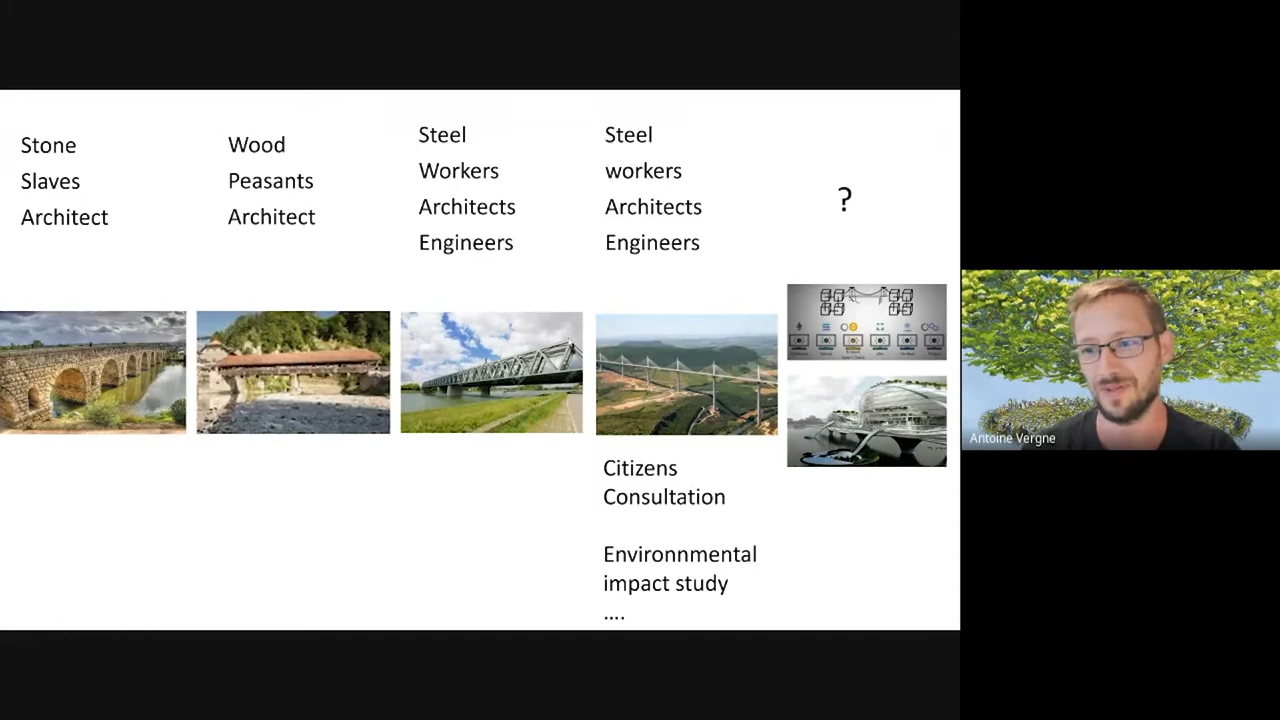 Stone
Slaves
Architect
Wood
Peasants
Architect
Steel
Workers
Architects
Engineers
Steel
workers
Architects
Engineers
?
Citizens
Consultation
Environnmental
impact study
....
Antoine Vergne